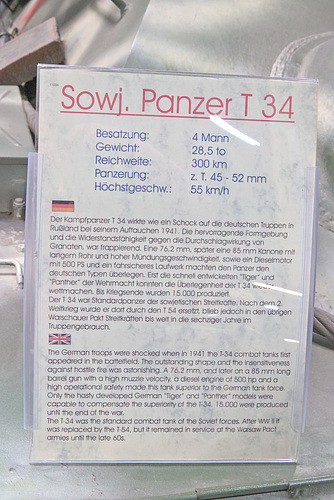 Sowj. Panzer T 34
Besatzung: 4 Mann
Gewicht: 28,5 to
Reichweite: 300 km
Panzerung: z. T. 45 - 52 mm
Höchstgeschw.: 55 km/h
Der Kampfpanzer T 34 wirkte wie ein Schock auf die deutschen Truppen in
Rußland bei seinem Auftauchen 1941. Die hervorragende Formgebung
und die Widerstandsfähigkeit gegen die Durchschlagwirkung von
Granaten, war frappierend. Eine 76,2 mm, später eine 85 mm Kanone mit
langem Rohr und hoher Mündungsgeschwindigkeit, sowie ein Dieselmotor
mit 500 PS und ein fahrsicheres Laufwerk machten den Panzer den
deutschen Typen überlegen. Erst die schnell entwickelten "Tiger" und
"Panther" der Wehrmacht konnten die Überlegenheit der T 34
wettmachen. Bis Kriegsende wurden 15.000 produziert.
Der T 34 war Standardpanzer der sowjetischen Streitkräfte. Nach dem 2.
Weltkrieg wurde er dort durch den T 54 ersetzt, blieb jedoch in den übrigen
Warschauer Pakt Streitkräften bis weit in die sechziger Jahre im
Truppengebrauch.
The German troops were shocked when in 1941 the T-34 combat tanks first
appeared in the battlefield. The outstanding shape and the insensitiveness
against hostile fire was astonishing. A 76,2 mm, and later on a 85 mm long
barrel gun with a high muzzle velocity, a diesel engine of 500 hp and a
high operational safety made this tank superior to the German tank force.
Only the hasty developed German "Tiger" and "Panther" models were
capable to compensate the superiority of the T-34. 15.000 were produced
until the end of the war.
The T-34 was the standard combat tank of the Soviet forces. After WW II it
was replaced by the T-54, but it remained in service at the Warsaw Pact
armies until the late 60s.